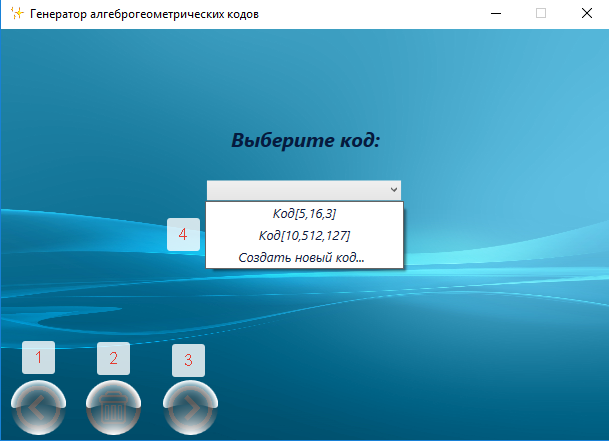 Генератор алгеброгеометрических кодов
Выберите код:
Код[5,16,3]
4
Код[10,512,127]
Создать новый код...
1 2 3